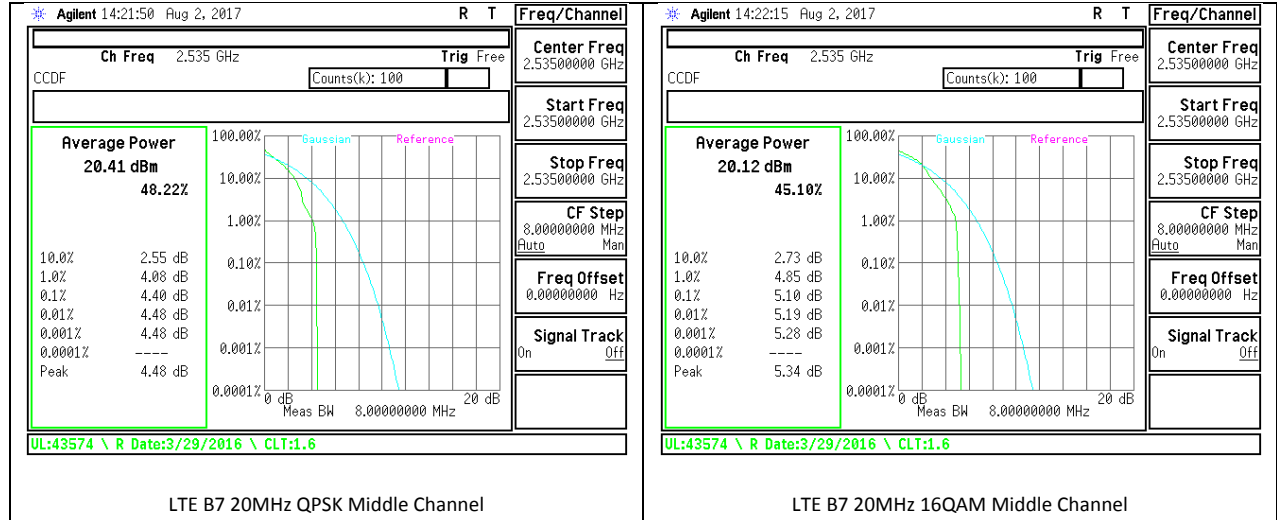 Agilent 14:21:50 Aug 2, 2017 R T Freq/Channel
Ch Freq 2.535 GHz Trig Free
CCDF Counts(k): 100
Average Power
20.41 dBm
48.22%
10.0% 2.55 dB
1.0% 4.08 dB
0.1% 4.40 dB
0.01% 4.48 dB
0.001% 4.48 dB
0.0001% ----
Peak 4.48 dB
Gaussian Reference
100.00%
10.00%
1.00%
0.10%
0.01%
0.001%
0.0001%
0 dB 20 dB
Meas BW 8.000000000 MHz
Center Freq
2.53500000 GHz
Start Freq
2.53500000 GHz
Stop Freq
2.53500000 GHz
CF Step
8.00000000 MHz
Auto Man
Freq Offset
0.00000000 Hz
Signal Track
On Off
UL:43574 \ R Date:3/29/2016 \ CLT:1.6
LTE B7 20MHz QPSK Middle Channel
Agilent 14:22:15 Aug 2, 2017 R T Freq/Channel
Ch Freq 2.535 GHz Trig Free
CCDF Counts(k): 100
Average Power
20.12 dBm
45.10%
10.0% 2.73 dB
1.0% 4.85 dB
0.1% 5.10 dB
0.01% 5.19 dB
0.001% 5.28 dB
0.0001% ----
Peak 5.34 dB
Gaussian Reference
100.00%
10.00%
1.00%
0.10%
0.01%
0.001%
0.0001%
0 dB 20 dB
Meas BW 8.000000000 MHz
Center Freq
2.53500000 GHz
Start Freq
2.53500000 GHz
Stop Freq
2.53500000 GHz
CF Step
8.00000000 MHz
Auto Man
Freq Offset
0.00000000 Hz
Signal Track
On Off
UL:43574 \ R Date:3/29/2016 \ CLT:1.6
LTE B7 20MHz 16QAM Middle Channel